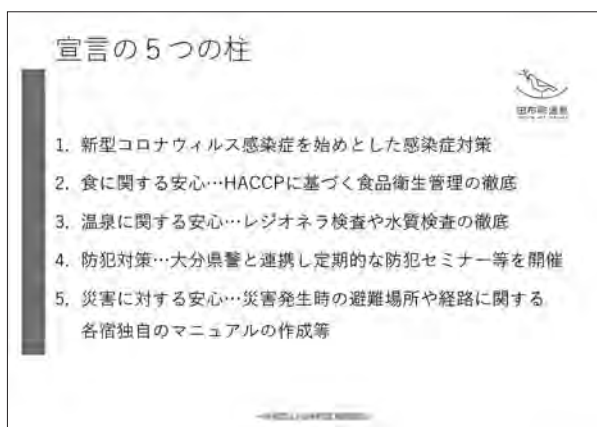 宣言の5つの柱
由布院温泉
1. 新型コロナウィルス感染症を始めとした感染症対策
2. 食に関する安心…HACCPに基づく食品衛生管理の徹底
3. 温泉に関する安心…レジオネラ検査や水質検査の徹底
4. 防犯対策…大分県警と連携し定期的な防犯セミナー等を開催
5. 災害に対する安心…災害発生時の避難場所や経路に関する
各宿独自のマニュアルの作成等